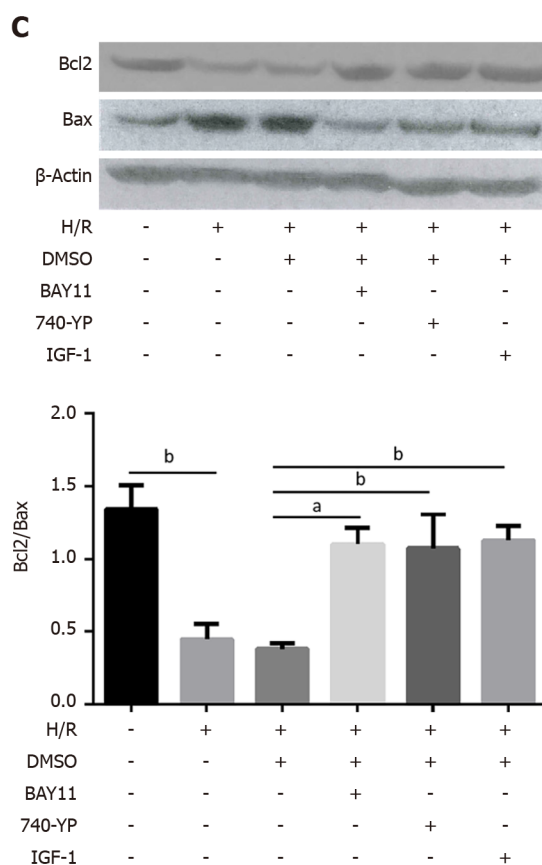 C
Bcl2
Bax
β-Actin
H/R - + + + + +
DMSO - - + + + +
BAY11 - - - + - -
740-YP - - - - + -
IGF-1 - - - - - +
2.0
1.5
1.0
0.5
0.0
Bcl2/Bax
b
b
b
a
H/R - + + + + +
DMSO - - + + + +
BAY11 - - - + - -
740-YP - - - - + -
IGF-1 - - - - - +